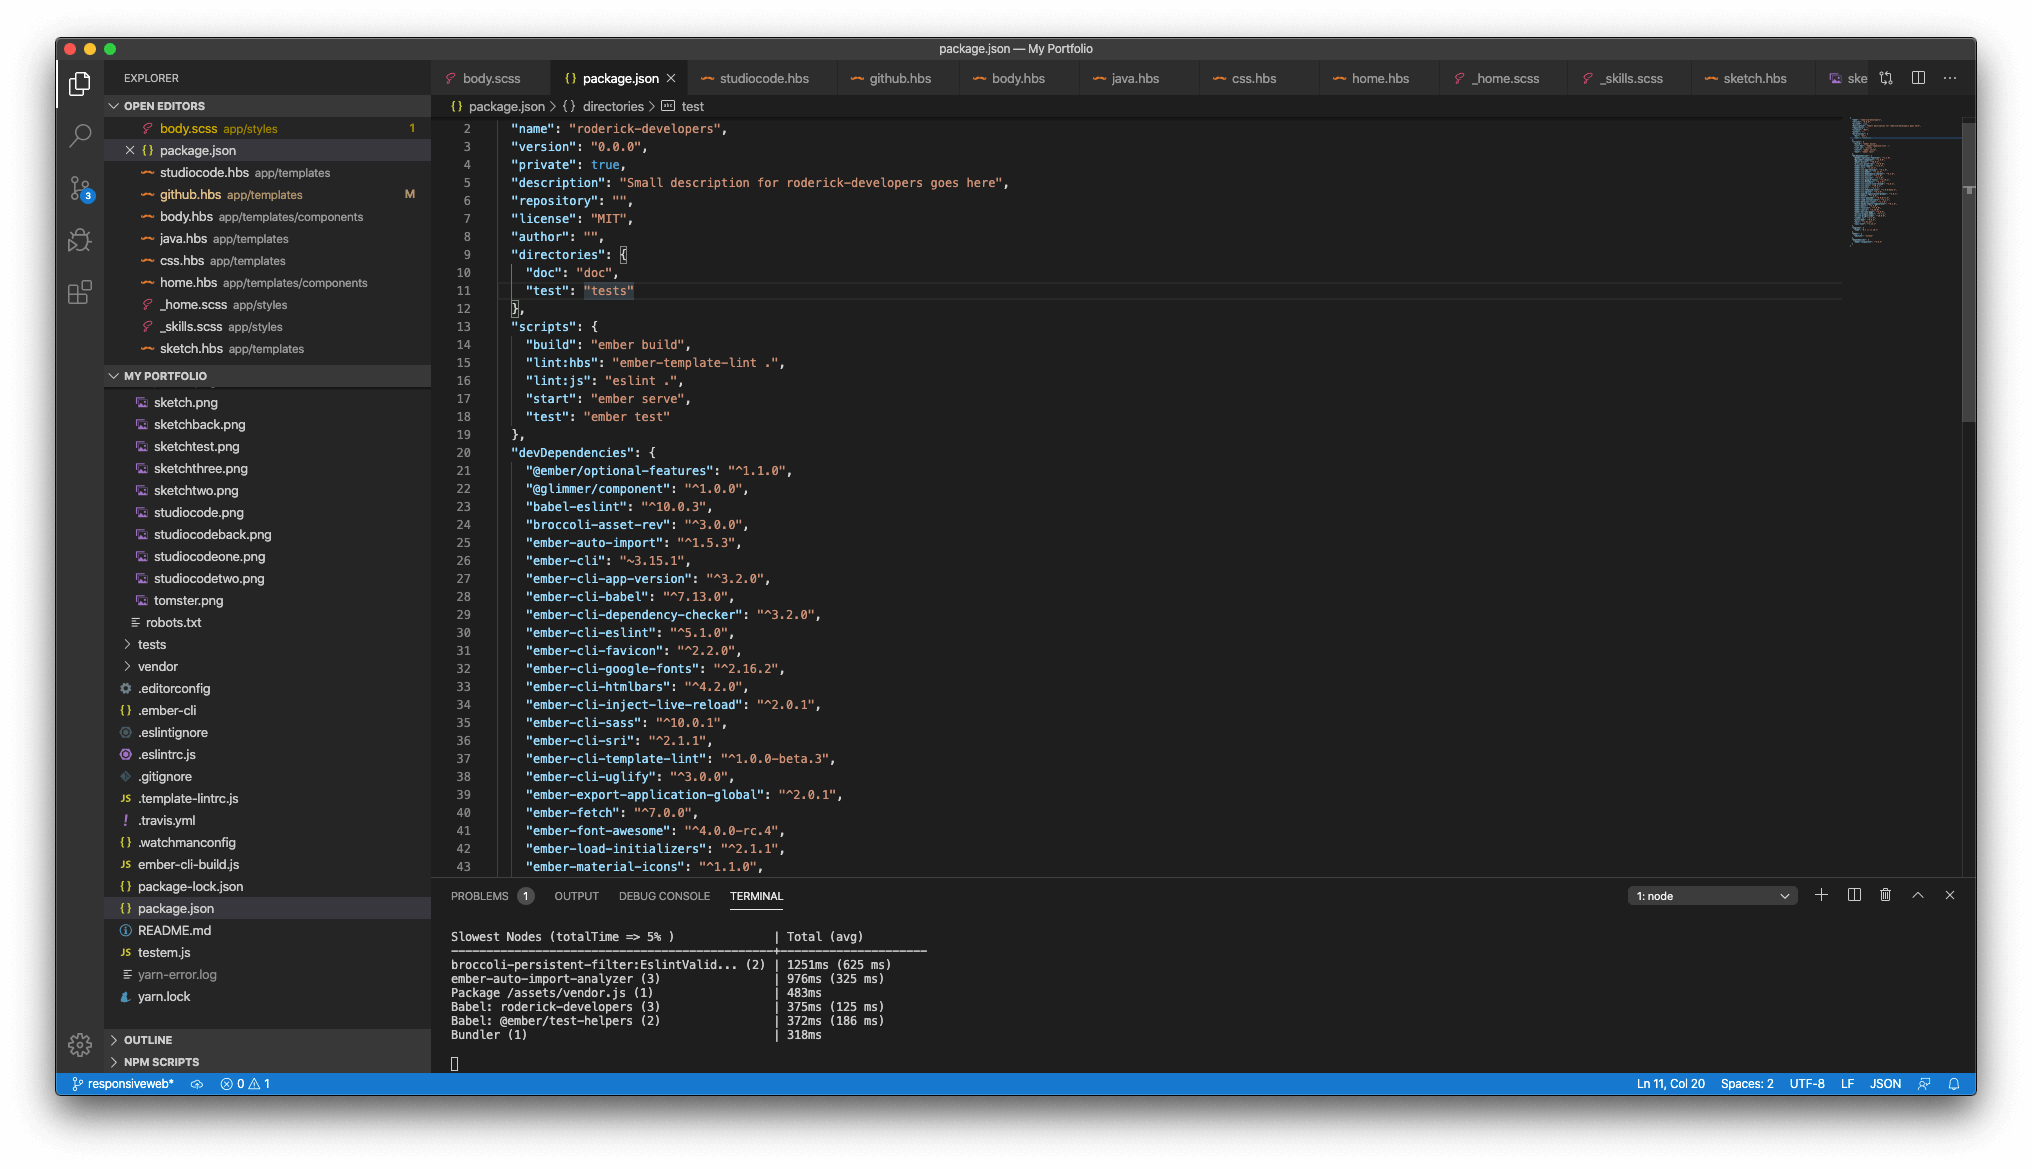 package.json — My Portfolio
EXPLORER
OPEN EDITORS
body.scss app/styles 1
package.json
studiocode.hbs app/templates
github.hbs app/templates M
body.hbs app/templates/components
java.hbs app/templates
css.hbs app/templates
home.hbs app/templates/components
_home.scss app/styles
_skills.scss app/styles
sketch.hbs app/templates
MY PORTFOLIO
sketch.png
sketchback.png
sketchtest.png
sketchthree.png
sketchtwo.png
studiocode.png
studiocodeback.png
studiocodeone.png
studiocodetwo.png
tomster.png
robots.txt
tests
vendor
.editorconfig
{} .ember-cli
.eslintignore
.eslintrc.js
.gitignore
JS .template-lintrc.js
! .travis.yml
{} .watchmanconfig
JS ember-cli-build.js
{} package-lock.json
{} package.json
README.md
JS testem.js
yarn-error.log
yarn.lock
OUTLINE
NPM SCRIPTS
3
body.scss {} package.json studiocode.hbs github.hbs body.hbs java.hbs css.hbs home.hbs _home.scss _skills.scss sketch.hbs ske
{} package.json > {} directories > test
2 "name": "roderick-developers",
3 "version": "0.0.0",
4 "private": true,
5 "description": "Small description for roderick-developers goes here",
6 "repository": "",
7 "license": "MIT",
8 "author": "",
9 "directories": {
10 "doc": "doc",
11 "test": "tests"
12 },
13 "scripts": {
14 "build": "ember build",
15 "lint:hbs": "ember-template-lint .",
16 "lint:js": "eslint .",
17 "start": "ember serve",
18 "test": "ember test"
19 },
20 "devDependencies": {
21 "@ember/optional-features": "^1.1.0",
22 "@glimmer/component": "^1.0.0",
23 "babel-eslint": "^10.0.3",
24 "broccoli-asset-rev": "^3.0.0",
25 "ember-auto-import": "^1.5.3",
26 "ember-cli": "~3.15.1",
27 "ember-cli-app-version": "^3.2.0",
28 "ember-cli-babel": "^7.13.0",
29 "ember-cli-dependency-checker": "^3.2.0",
30 "ember-cli-eslint": "^5.1.0",
31 "ember-cli-favicon": "^2.2.0",
32 "ember-cli-google-fonts": "^2.16.2",
33 "ember-cli-htmlbars": "^4.2.0",
34 "ember-cli-inject-live-reload": "^2.0.1",
35 "ember-cli-sass": "^10.0.1",
36 "ember-cli-sri": "^2.1.1",
37 "ember-cli-template-lint": "^1.0.0-beta.3",
38 "ember-cli-uglify": "^3.0.0",
39 "ember-export-application-global": "^2.0.1",
40 "ember-fetch": "^7.0.0",
41 "ember-font-awesome": "^4.0.0-rc.4",
42 "ember-load-initializers": "^2.1.1",
43 "ember-material-icons": "^1.1.0",
PROBLEMS 1 OUTPUT DEBUG CONSOLE TERMINAL 1: node
Slowest Nodes (totalTime => 5% ) | Total (avg)
broccoli-persistent-filter:EslintValid... (2) | 1251ms (625 ms)
ember-auto-import-analyzer (3) | 976ms (325 ms)
Package /assets/vendor.js (1) | 483ms
Babel: roderick-developers (3) | 375ms (125 ms)
Babel: @ember/test-helpers (2) | 372ms (186 ms)
Bundler (1) | 318ms
responsiveweb* 0 1 Ln 11, Col 20 Spaces: 2 UTF-8 LF JSON